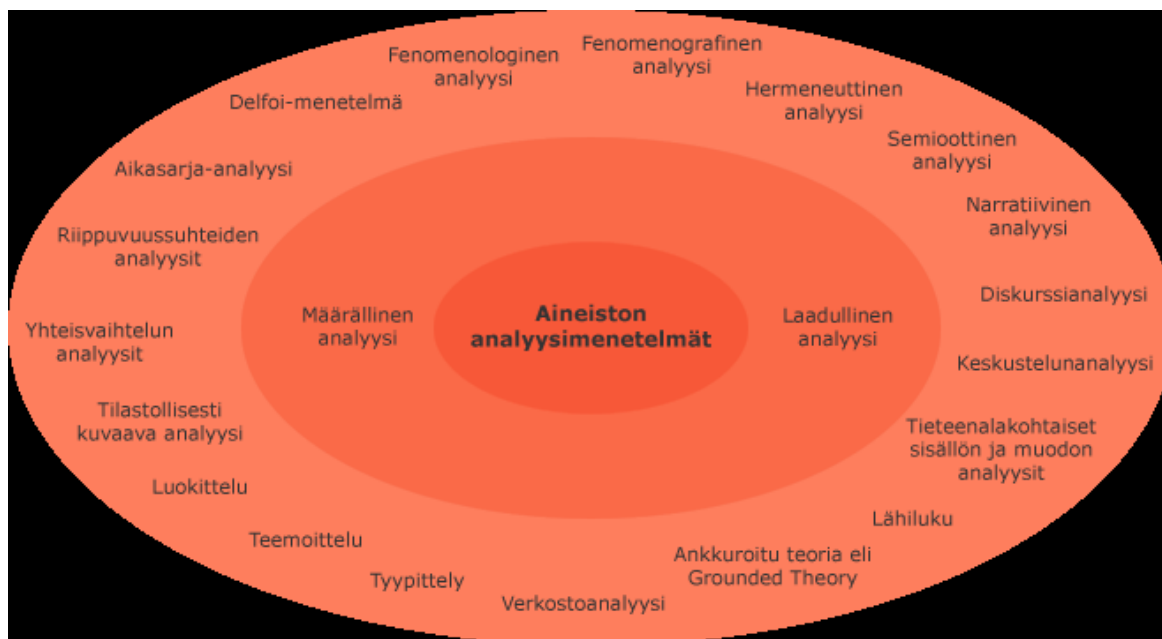 Fenomenologinen
analyysi
Fenomenografinen
analyysi
Hermeneuttinen
analyysi
Semioottinen
analyysi
Narratiivinen
analyysi
Diskurssianalyysi
Keskustelunanalyysi
Tieteenalakohtaiset
sisällön ja muodon
analyysit
Lähiluku
Ankkuroitu teoria eli
Grounded Theory
Verkostoanalyysi
Tyypittely
Teemoittelu
Luokittelu
Tilastollisesti
kuvaava analyysi
Yhteisvaihtelun
analyysit
Riippuvuussuhteiden
analyysit
Aikasarja-analyysi
Delfoi-menetelmä
Määrällinen
analyysi
Aineiston
analyysimenetelmät
Laadullinen
analyysi